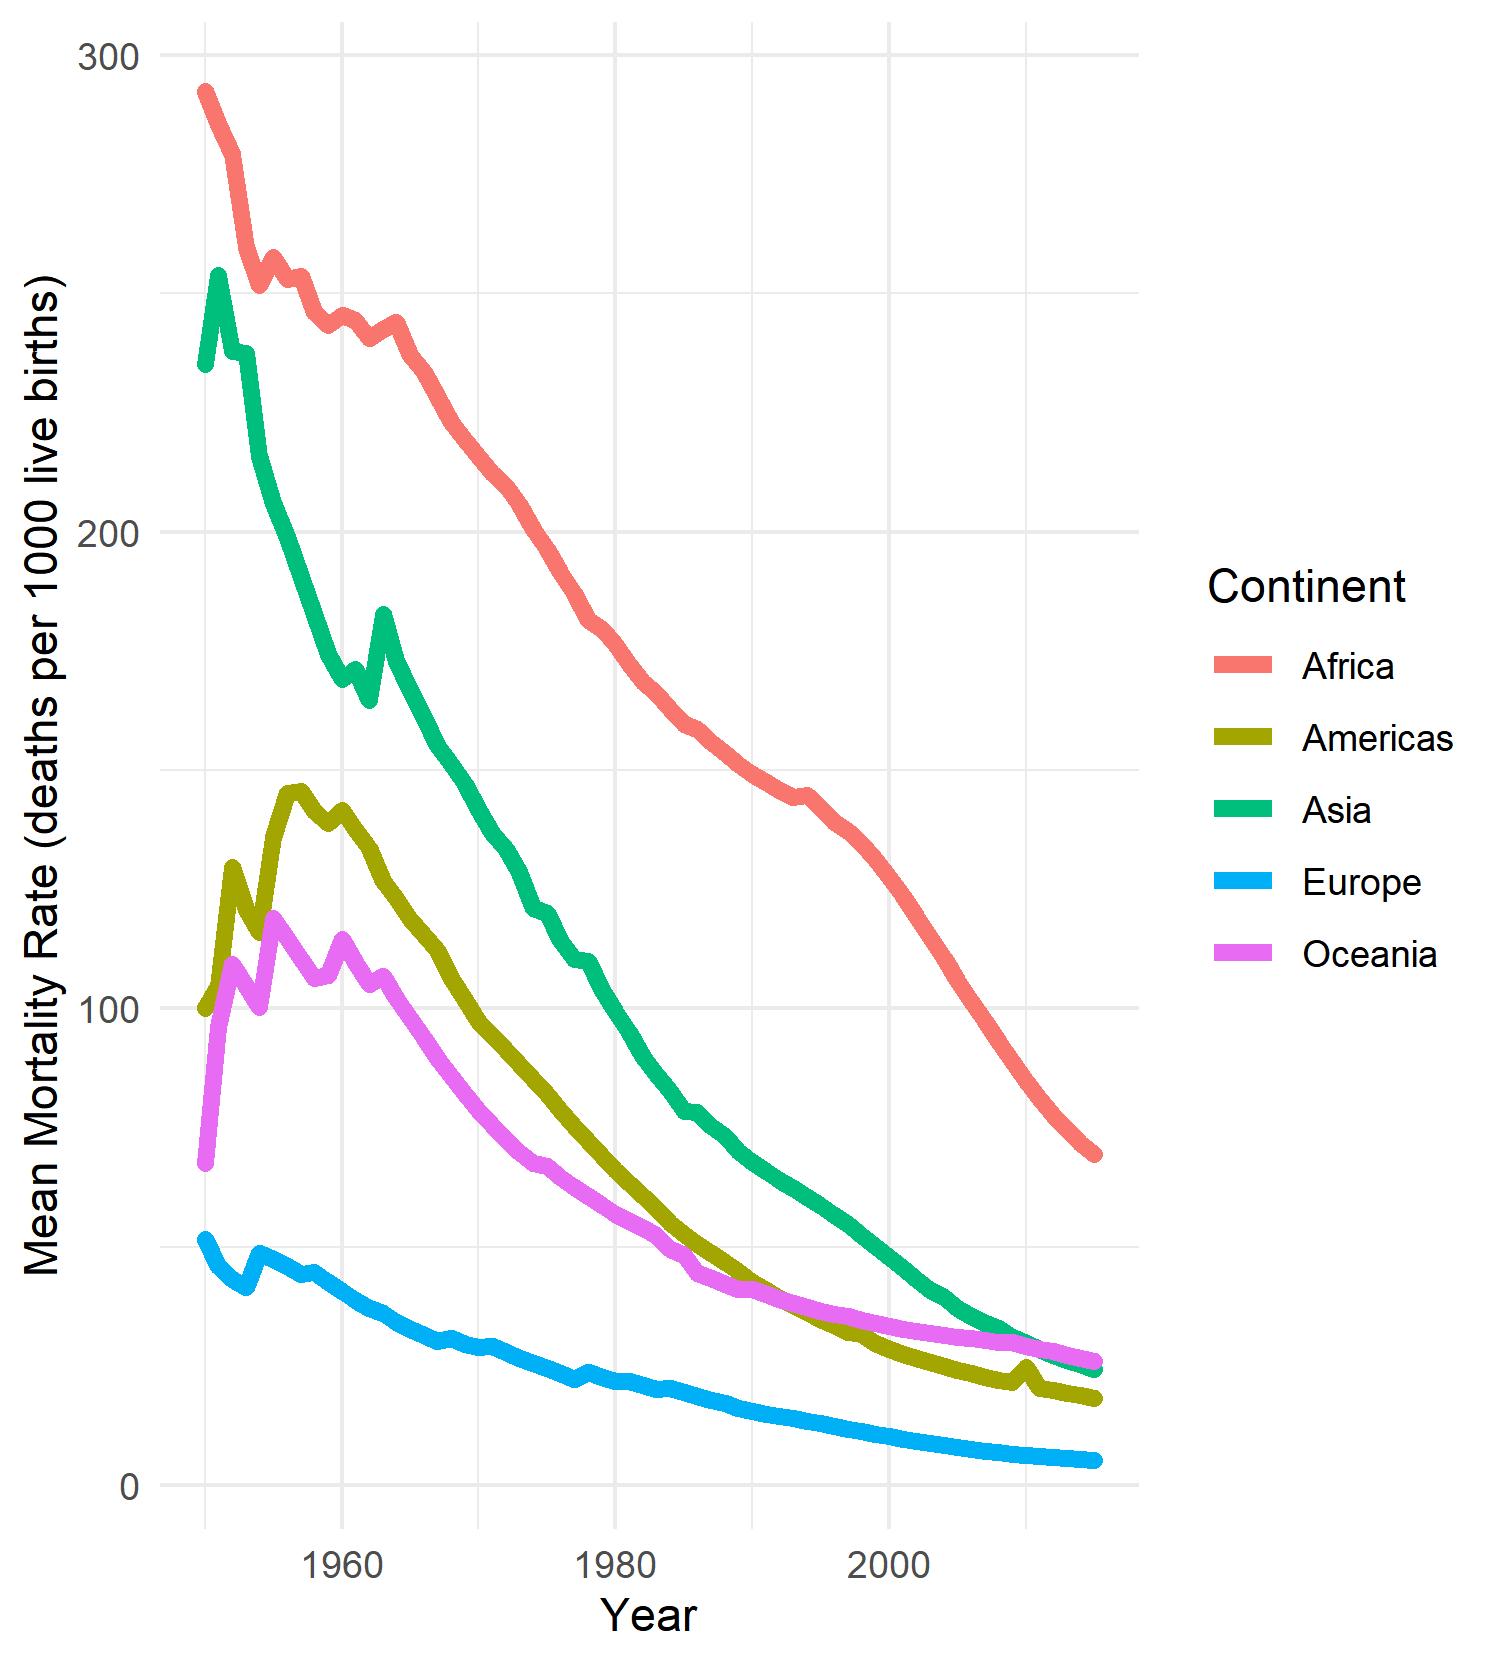 Mean Mortality Rate (deaths per 1000 live births)
300
200
100
0
1960
1980
2000
Year
Continent
Africa
Americas
Asia
Europe
Oceania